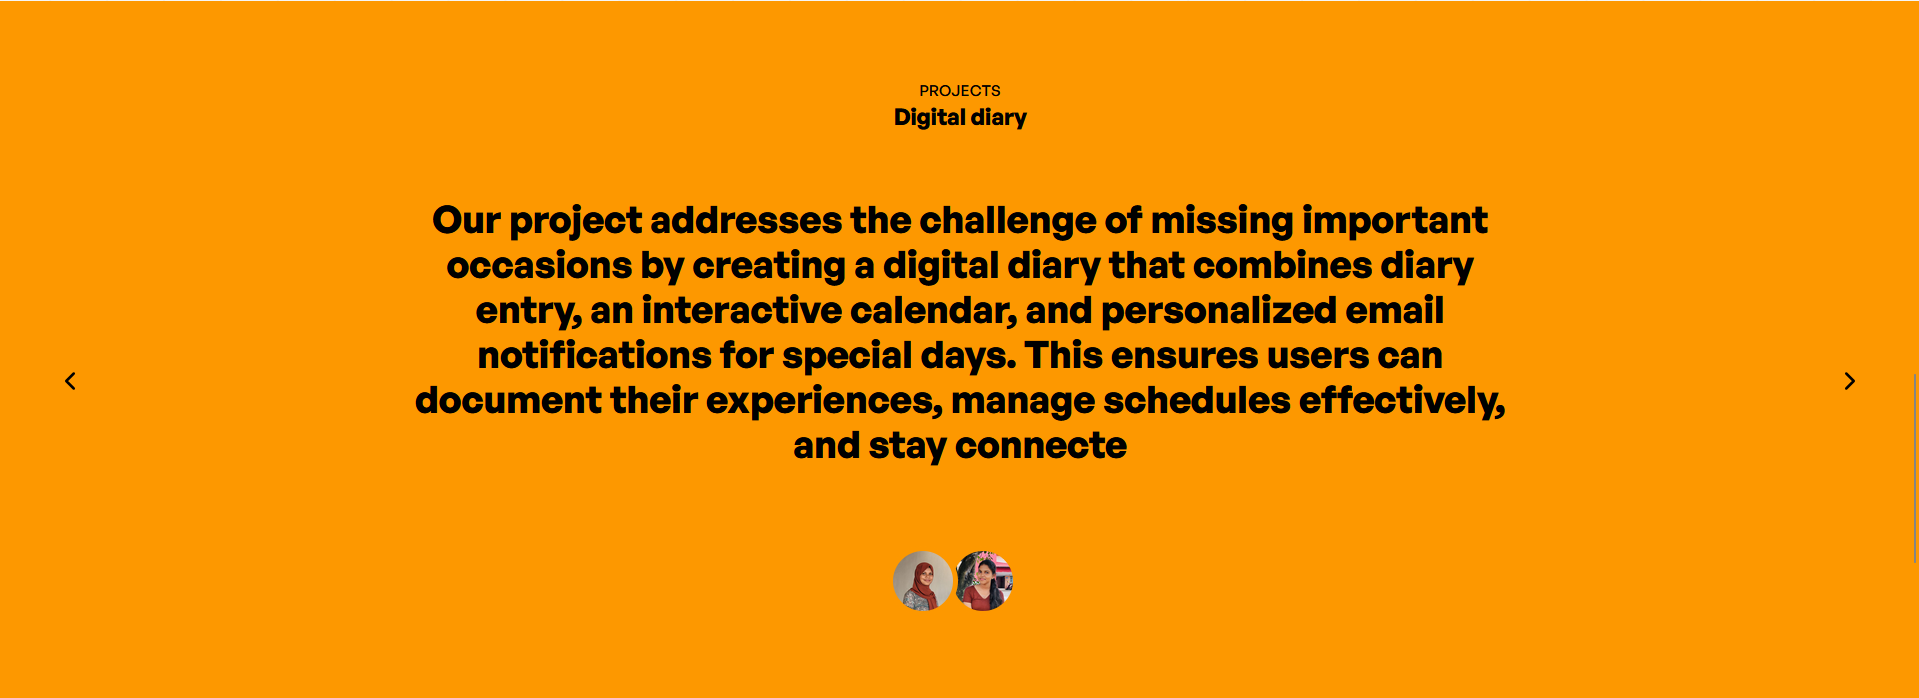 PROJECTS
Digital diary
Our project addresses the challenge of missing important
occasions by creating a digital diary that combines diary
entry, an interactive calendar, and personalized email
notifications for special days. This ensures users can
document their experiences, manage schedules effectively,
and stay connecte